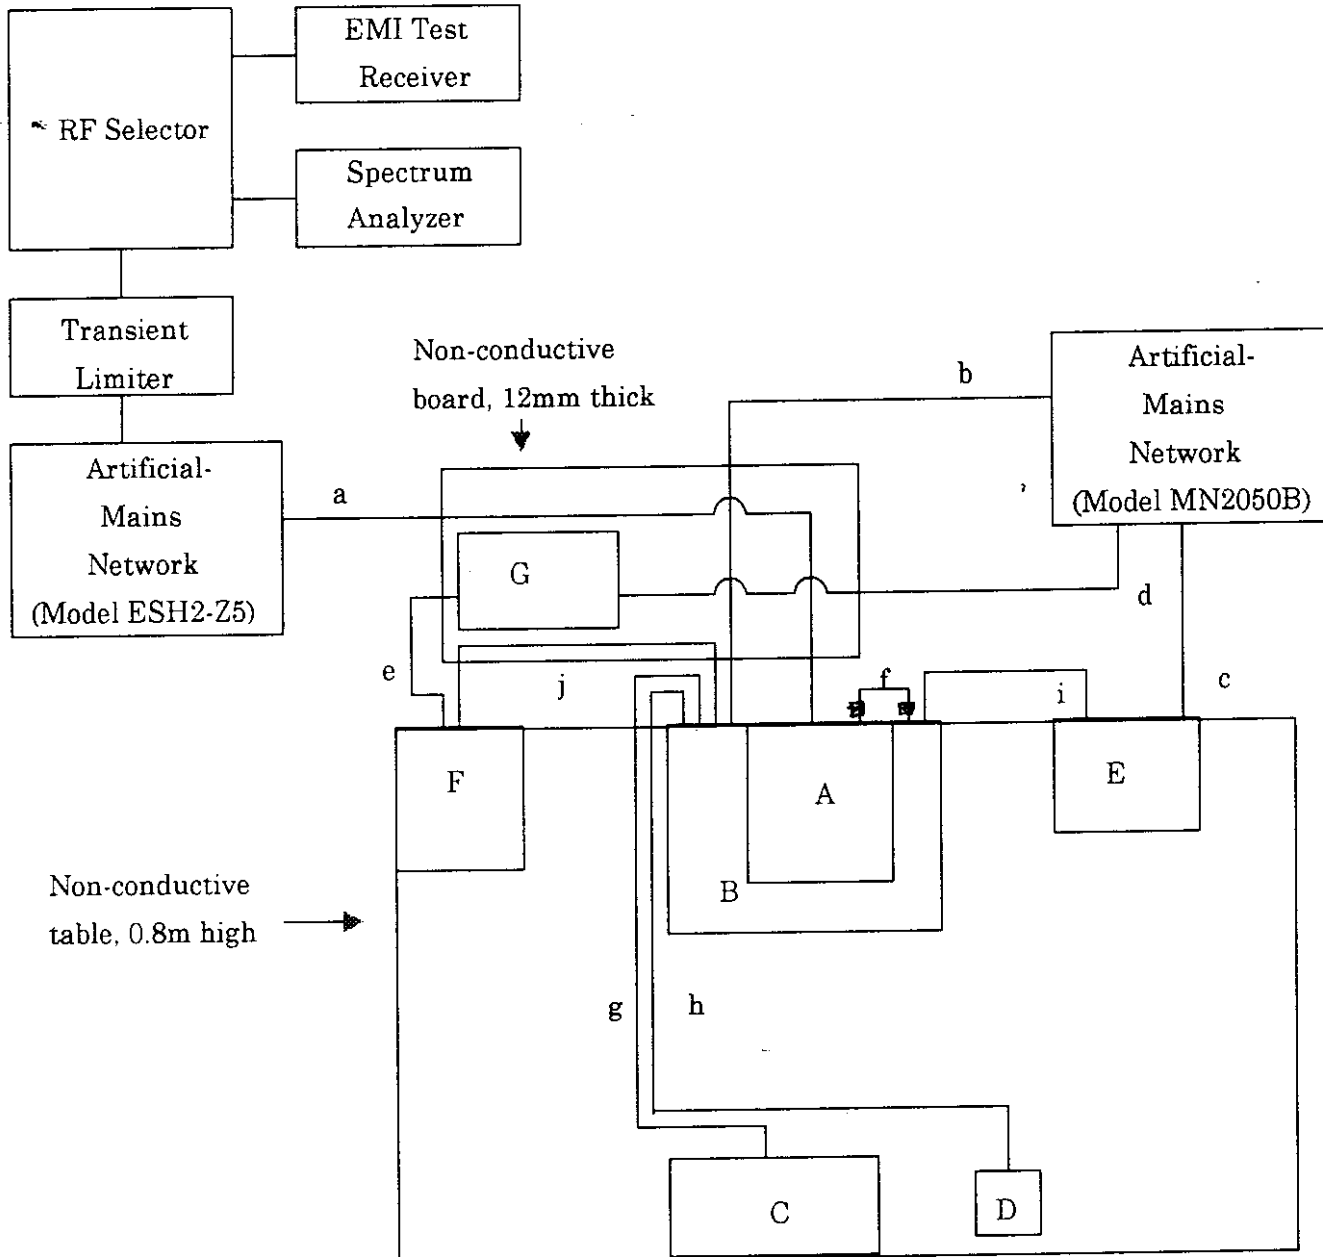 EMI Test
Receiver
RF Selector
Spectrum
Analyzer
Transient
Limiter
Non-conductive
board, 12mm thick
b
Artificial-
Mains
Network
(Model MN2050B)
Artificial-
Mains
Network
(Model ESH2-Z5)
a
G
d
e
j
f
i
c
F
A
E
B
Non-conductive
table, 0.8m high
g
h
C
D